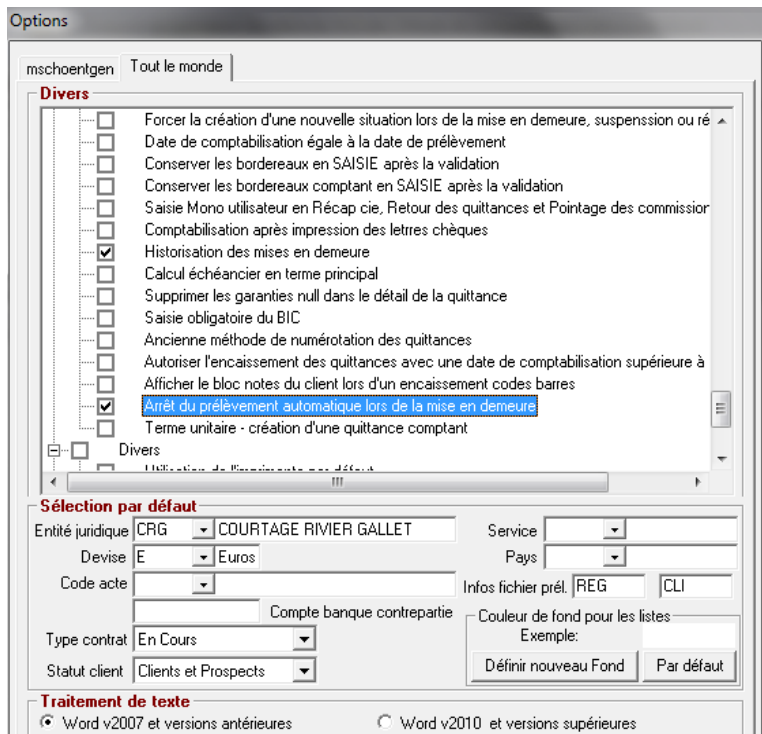 Options
mschoentgen Tout le monde
Divers
Forcer la création d'une nouvelle situation lors de la mise en demeure, suspenssion ou ré
Date de comptabilisation égale à la date de prélèvement
Conserver les bordereaux en SAISIE après la validation
Conserver les bordereaux comptant en SAISIE après la validation
Saisie Mono utilisateur en Récap cie, Retour des quittances et Pointage des commission
Comptabilisation après impression des letrres chèques
Historisation des mises en demeure
Calcul échéancier en terme principal
Supprimer les garanties null dans le détail de la quittance
Saisie obligatoire du BIC
Ancienne méthode de numérotation des quittances
Autoriser l'encaissement des quittances avec une date de comptabilisation supérieure à
Afficher le bloc notes du client lors d'un encaissement codes barres
Arrêt du prélèvement automatique lors de la mise en demeure
Terme unitaire - création d'une quittance comptant
Divers
Utilisation de l'imprimante par défaut
Sélection par défaut
Entité juridique CRG COURTAGE RIVIER GALLET Service
Devise E Euros Pays
Code acte Infos fichier prél. REG CLI
Compte banque contrepartie Couleur de fond pour les listes
Exemple:
Type contrat En Cours
Définir nouveau Fond Par défaut
Statut client Clients et Prospects
Traitement de texte
Word v2007 et versions antérieures Word v2010 et versions supérieures